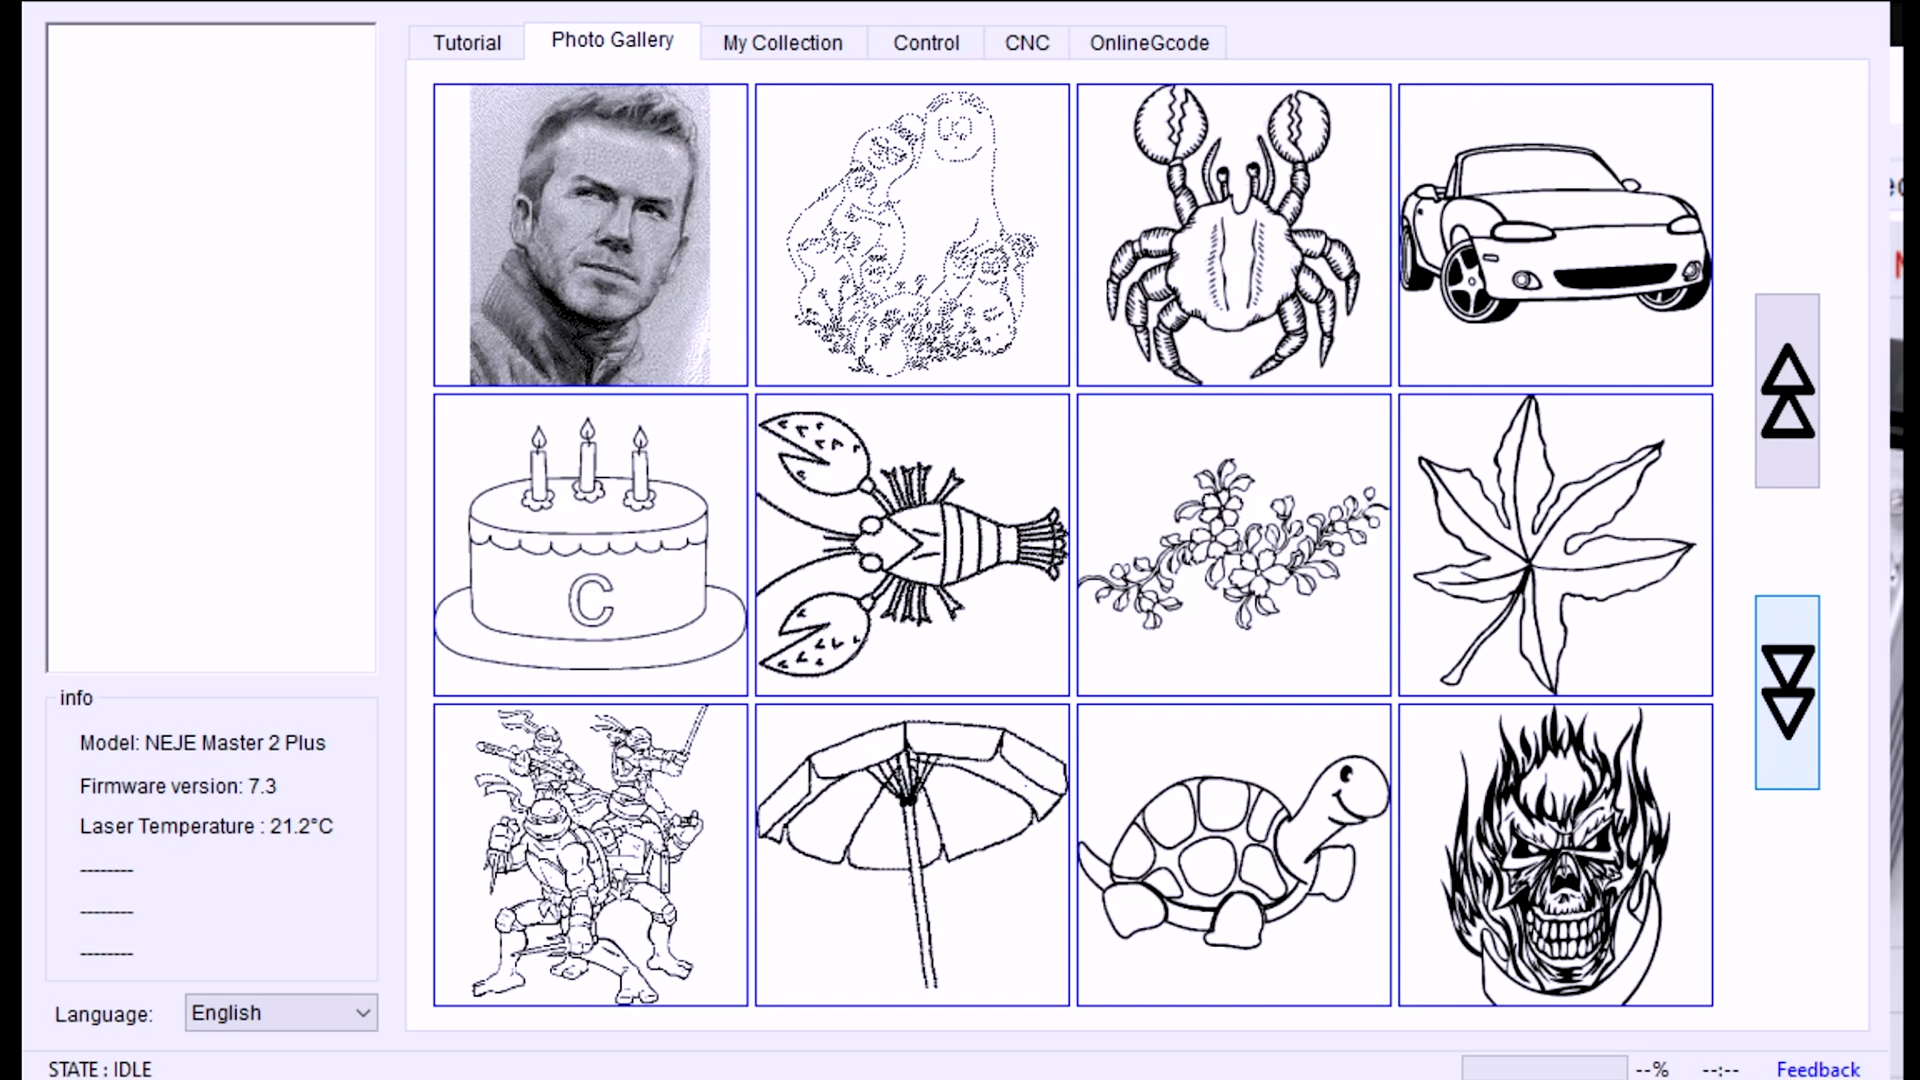 Tutorial
Photo Gallery
My Collection
Control
CNC
OnlineGcode
C
info
Model: NEJE Master 2 Plus
Firmware version: 7.3
Laser Temperature : 21.2°C
--------
--------
--------
Language:
English
STATE : IDLE
--%
--:--
Feedback